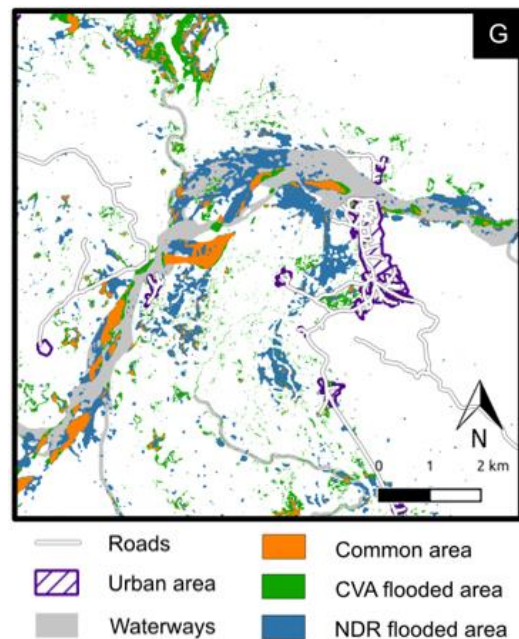 G
N
0 1 2 km
Roads
Common area
Urban area
CVA flooded area
Waterways
NDR flooded area